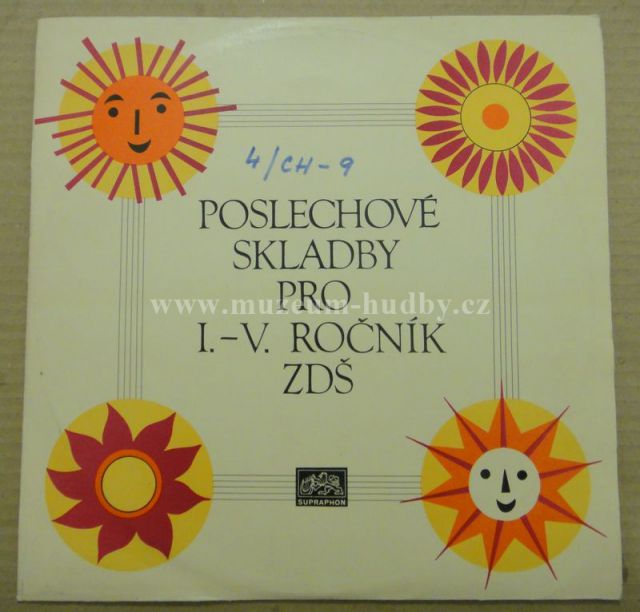 4/CH-9
POSLECHOVÉ
SKLADBY
www.muzeum-hudby.cz
PRO
I.-V. ROČNÍK
ZDŠ
SUPRAPHON